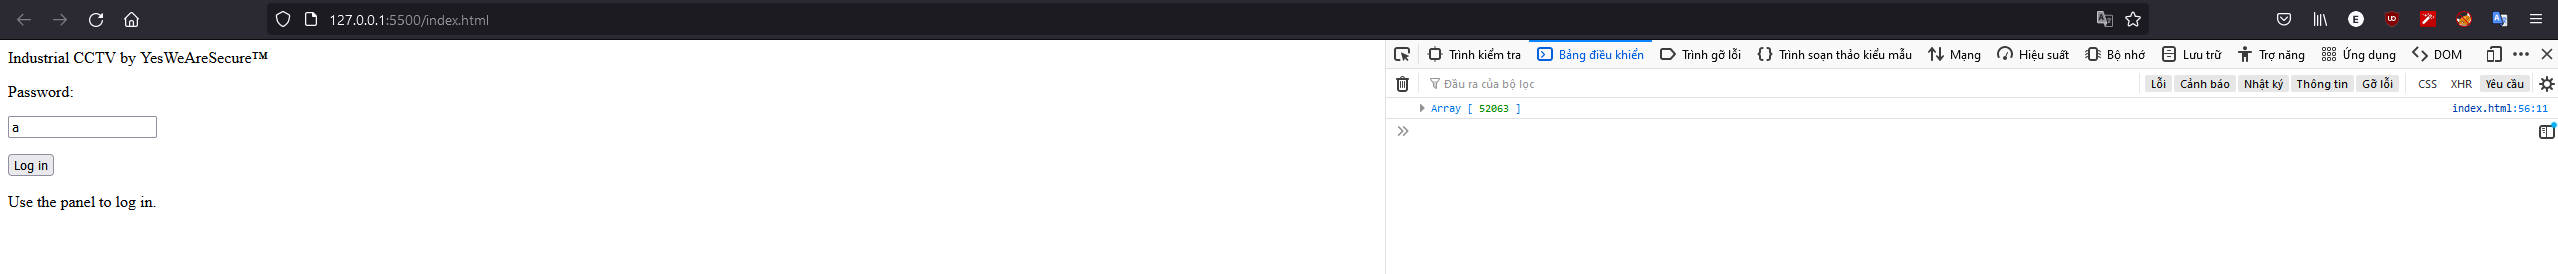 127.0.0.1:5500/index.html
Industrial CCTV by YesWeAreSecure™
Password:
a
Log in
Use the panel to log in.
Trình kiểm tra Bảng điều khiển Trình gỡ lỗi Trình soạn thảo kiểu mẫu Mạng Hiệu suất Bộ nhớ Lưu trữ Trợ năng Ứng dụng DOM
Đầu ra của bộ lọc Lỗi Cảnh báo Nhật ký Thông tin Gỡ lỗi CSS XHR Yêu cầu
Array [ 52063 ] index.html:56:11